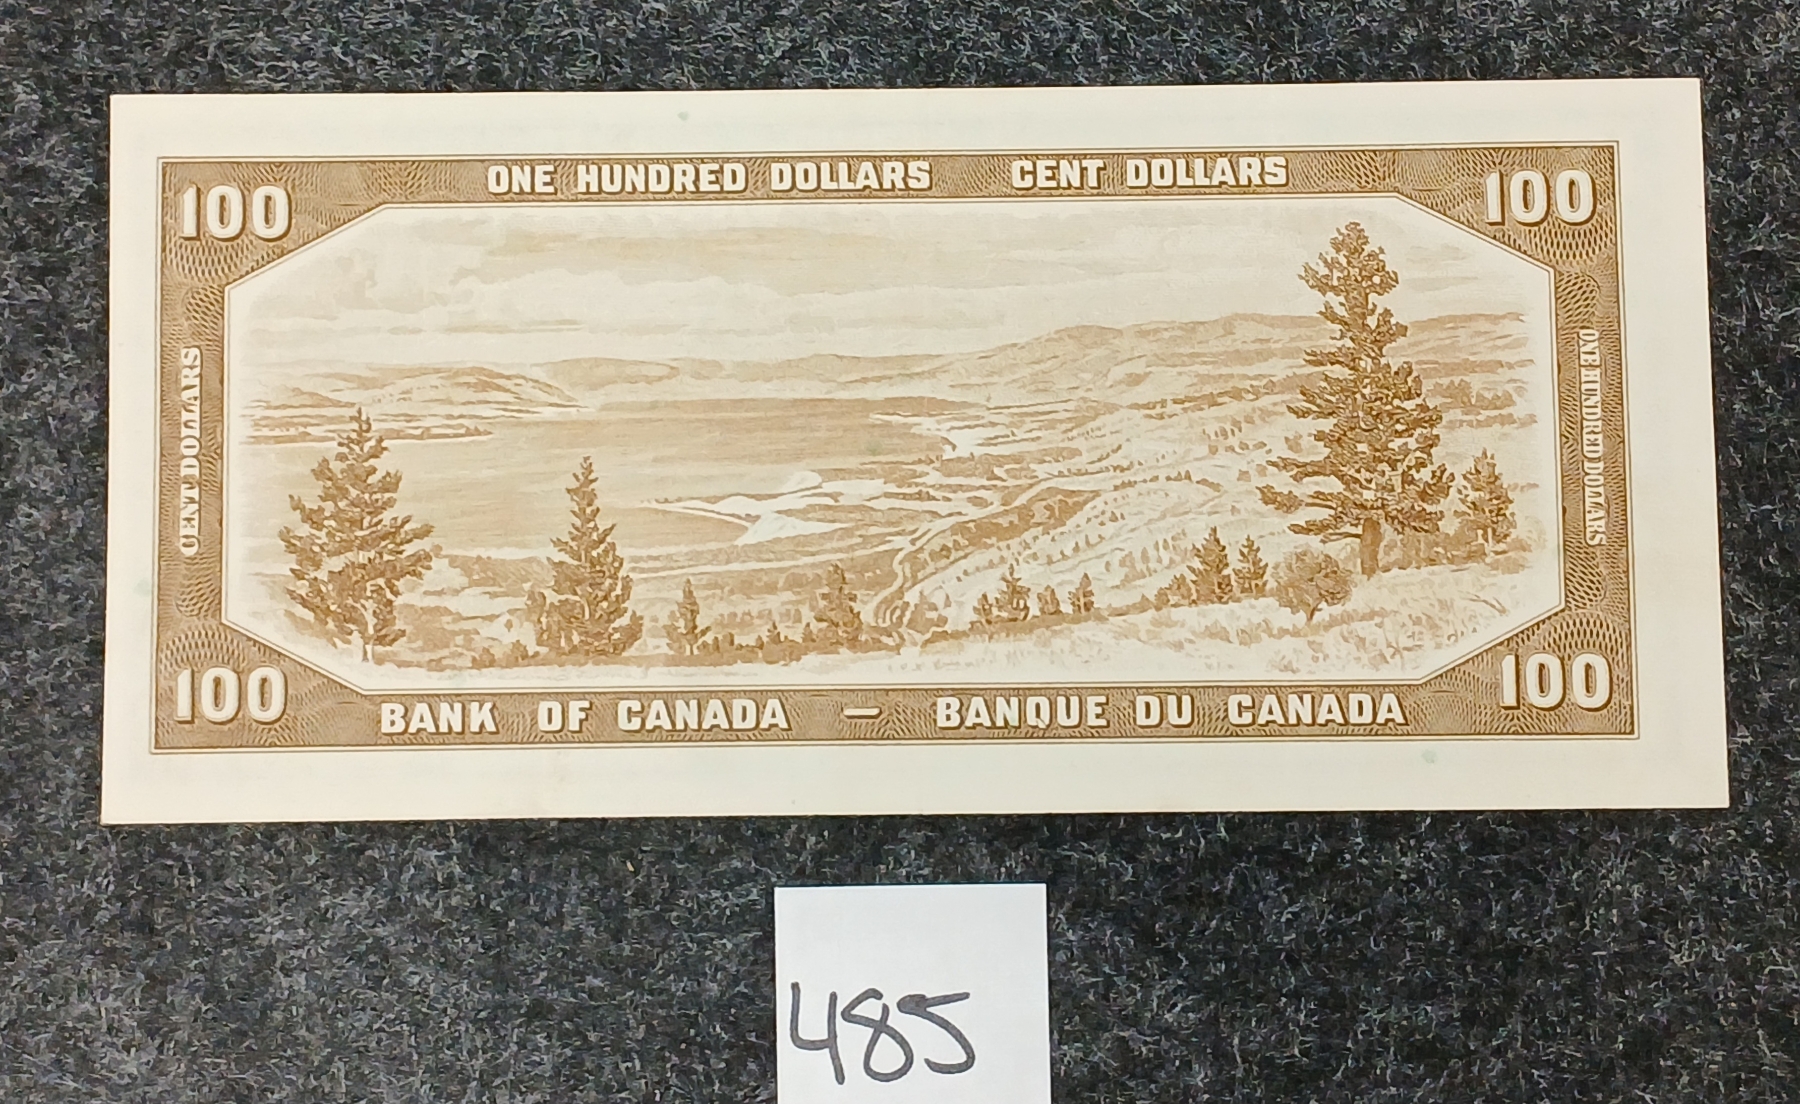 ONE HUNDRED DOLLARS CENT DOLLARS
100 100
CENT DOLLARS
ONE HUNDRED DOLLARS
100 100
BANK OF CANADA — BANQUE DU CANADA
485